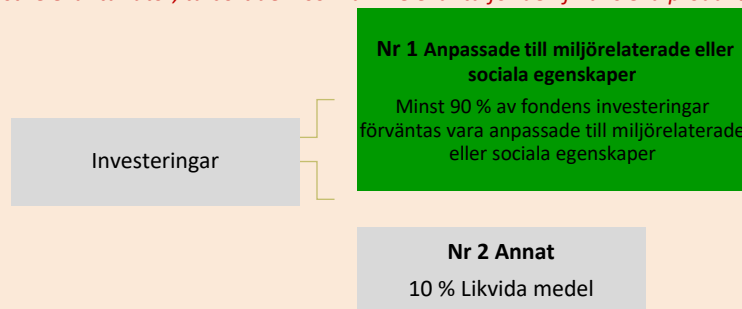 Nr 1 Anpassade till miljörelaterade eller
sociala egenskaper
Minst 90 % av fondens investeringar
förväntas vara anpassade till miljörelaterade
eller sociala egenskaper
Investeringar
Nr 2 Annat
10 % Likvida medel